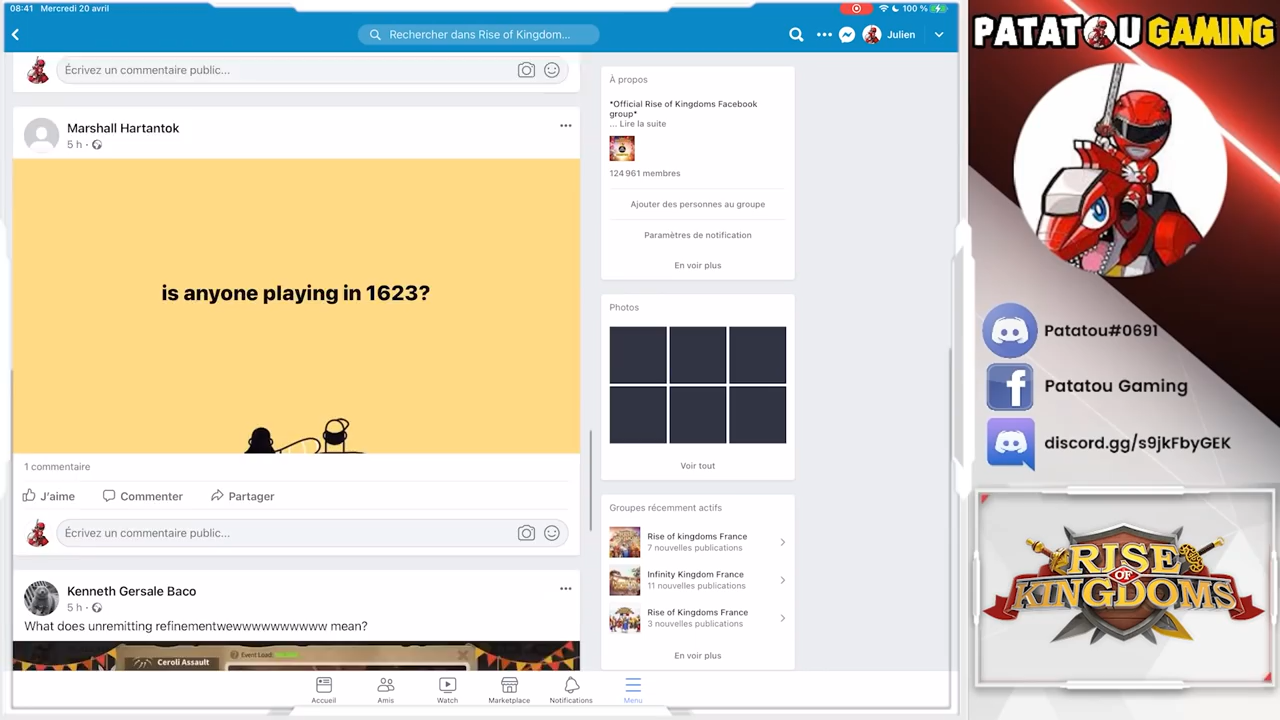 08:41 Mercredi 20 avril
100 %
Rechercher dans Rise of Kingdom...
Julien
Écrivez un commentaire public...
Marshall Hartantok
5 h ·
is anyone playing in 1623?
1 commentaire
J'aime
Commenter
Partager
Écrivez un commentaire public...
Kenneth Gersale Baco
5 h ·
What does unremitting refinementwewwwwwwwwww mean?
Ceroli Assault
Event Load:
À propos
*Official Rise of Kingdoms Facebook
group*
... Lire la suite
124 961 membres
Ajouter des personnes au groupe
Paramètres de notification
En voir plus
Photos
Voir tout
Groupes récemment actifs
Rise of kingdoms France
7 nouvelles publications
Infinity Kingdom France
11 nouvelles publications
Rise of Kingdoms France
3 nouvelles publications
En voir plus
Accueil
Amis
Watch
Marketplace
Notifications
Menu
PATATOU GAMING
Patatou#0691
Patatou Gaming
discord.gg/s9jkFbyGEK
RISE
OF
KINGDOMS